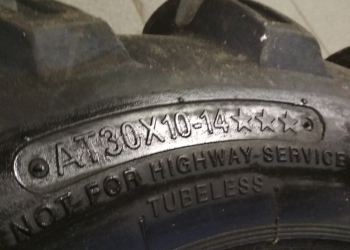 AT30X10-14☆☆☆
NOT FOR HIGHWAY SERVICE
TUBELESS